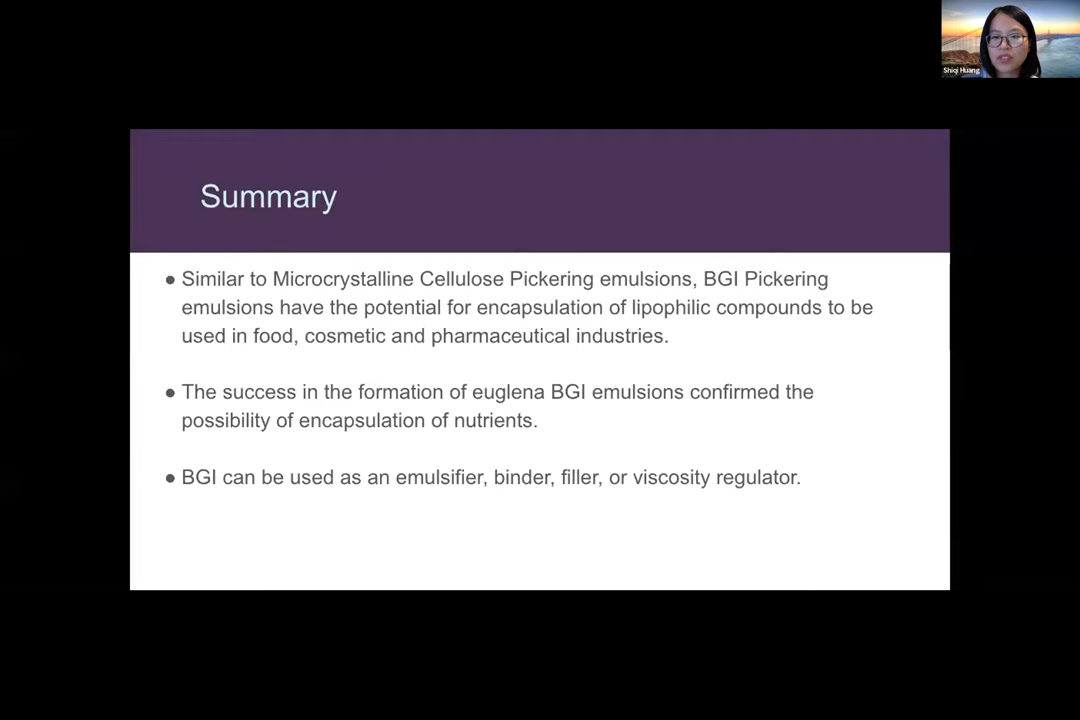 Shiqi Huang
Summary
● Similar to Microcrystalline Cellulose Pickering emulsions, BGI Pickering
emulsions have the potential for encapsulation of lipophilic compounds to be
used in food, cosmetic and pharmaceutical industries.
● The success in the formation of euglena BGI emulsions confirmed the
possibility of encapsulation of nutrients.
● BGI can be used as an emulsifier, binder, filler, or viscosity regulator.